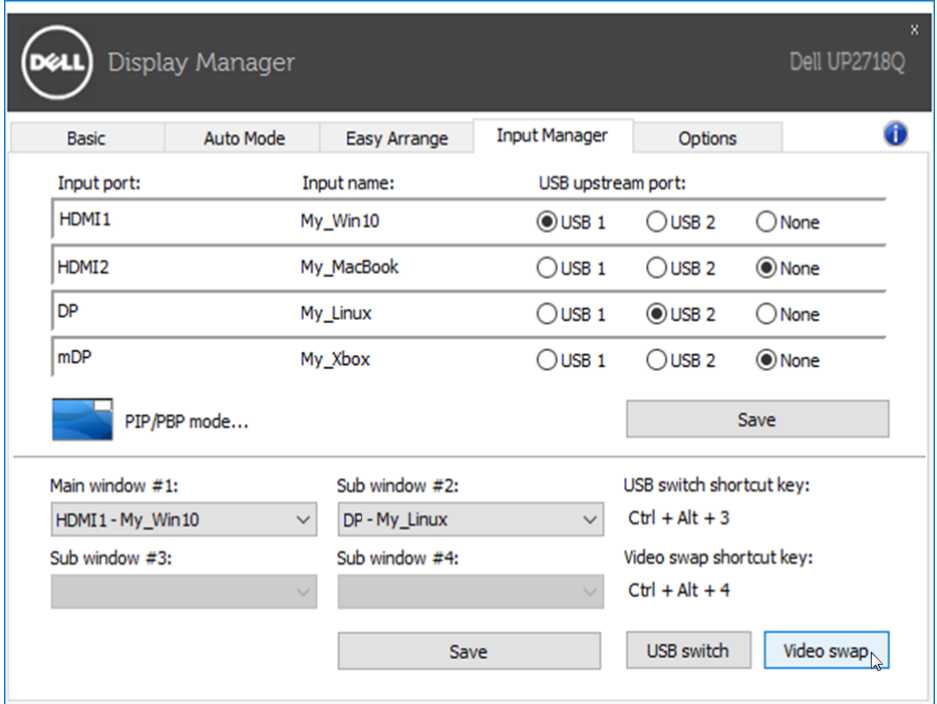 DELL Display Manager
x
Dell UP2718Q
Basic Auto Mode Easy Arrange Input Manager Options i
Input port: Input name: USB upstream port:
HDMI1 My_Win10 USB 1 USB 2 None
HDMI2 My_MacBook USB 1 USB 2 None
DP My_Linux USB 1 USB 2 None
mDP My_Xbox USB 1 USB 2 None
PIP/PBP mode... Save
Main window #1: Sub window #2: USB switch shortcut key:
HDMI1 - My_Win10 DP - My_Linux Ctrl + Alt + 3
Sub window #3: Sub window #4: Video swap shortcut key:
Ctrl + Alt + 4
Save USB switch Video swap